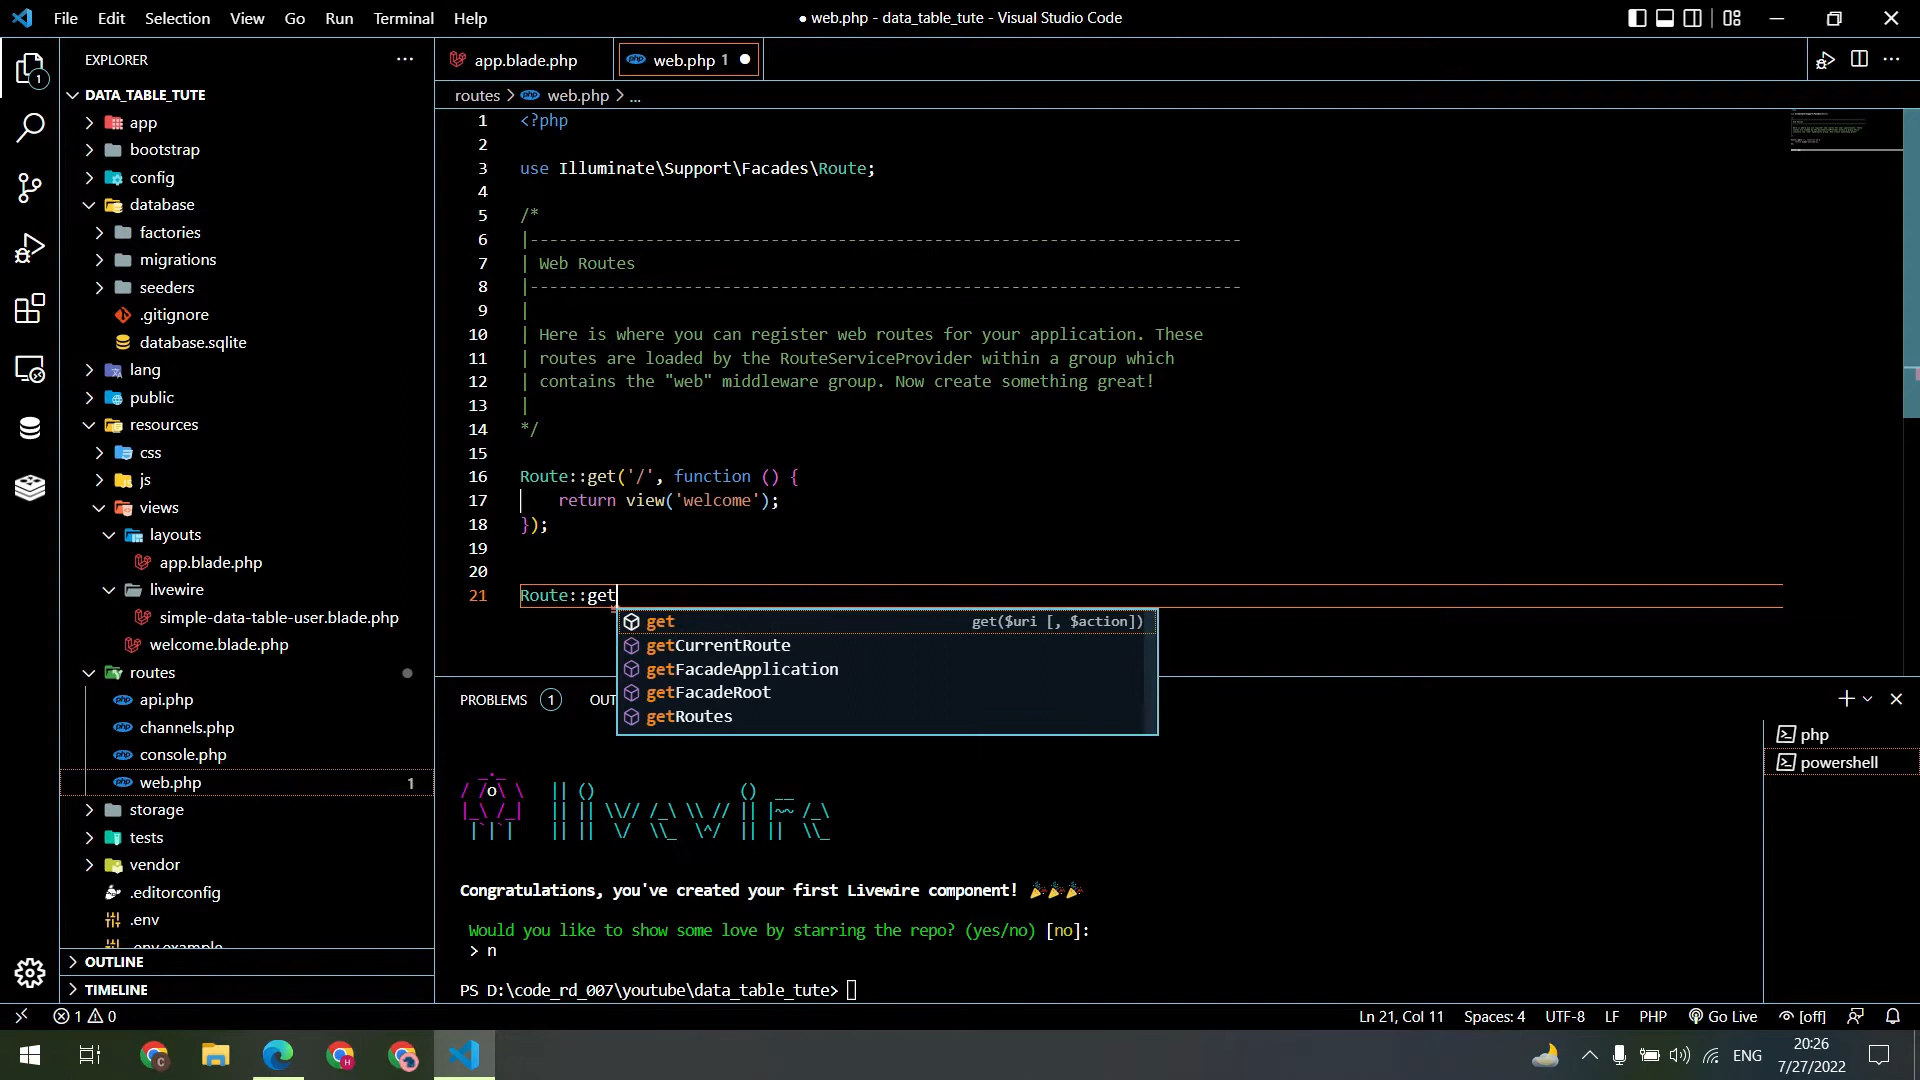 File Edit Selection View Go Run Terminal Help
● web.php - data_table_tute - Visual Studio Code
EXPLORER
1
DATA_TABLE_TUTE
app
bootstrap
config
database
factories
migrations
seeders
.gitignore
database.sqlite
lang
public
resources
css
js
views
layouts
app.blade.php
livewire
simple-data-table-user.blade.php
welcome.blade.php
routes
api.php
channels.php
console.php
web.php 1
storage
tests
vendor
.editorconfig
.env
.env.example
OUTLINE
TIMELINE
app.blade.php
web.php 1
routes > web.php > ...
1 <?php
2
3 use Illuminate\Support\Facades\Route;
4
5 /*
6 |--------------------------------------------------------------------------
7 | Web Routes
8 |--------------------------------------------------------------------------
9 |
10 | Here is where you can register web routes for your application. These
11 | routes are loaded by the RouteServiceProvider within a group which
12 | contains the "web" middleware group. Now create something great!
13 |
14 */
15
16 Route::get('/', function () {
17 return view('welcome');
18 });
19
20
21 Route::get
get get($uri [, $action])
getCurrentRoute
getFacadeApplication
getFacadeRoot
getRoutes
PROBLEMS 1 OUT
php
powershell
Congratulations, you've created your first Livewire component! 🎉🎉🎉
Would you like to show some love by starring the repo? (yes/no) [no]:
> n
PS D:\code_rd_007\youtube\data_table_tute>
1 0
Ln 21, Col 11 Spaces: 4 UTF-8 LF PHP Go Live [off]
ENG
20:26
7/27/2022